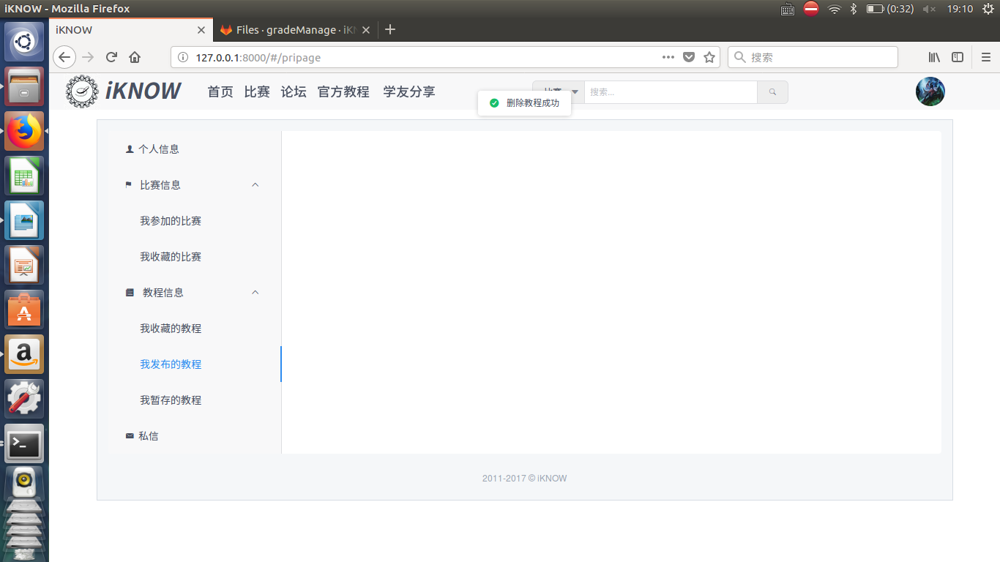 iKNOW - Mozilla Firefox
(0:32)
19:10
iKNOW
Files · gradeManage · iKN
127.0.0.1:8000/#/pripage
搜索
iKNOW
首页 比赛 论坛 官方教程 学友分享
搜索...
删除教程成功
个人信息
比赛信息
我参加的比赛
我收藏的比赛
教程信息
我收藏的教程
我发布的教程
我暂存的教程
私信
2011-2017 © iKNOW